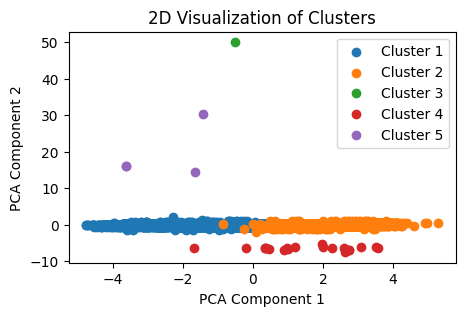 2D Visualization of Clusters
50
40
30
20
10
0
−10
PCA Component 2
Cluster 1
Cluster 2
Cluster 3
Cluster 4
Cluster 5
−4
−2
0
2
4
PCA Component 1